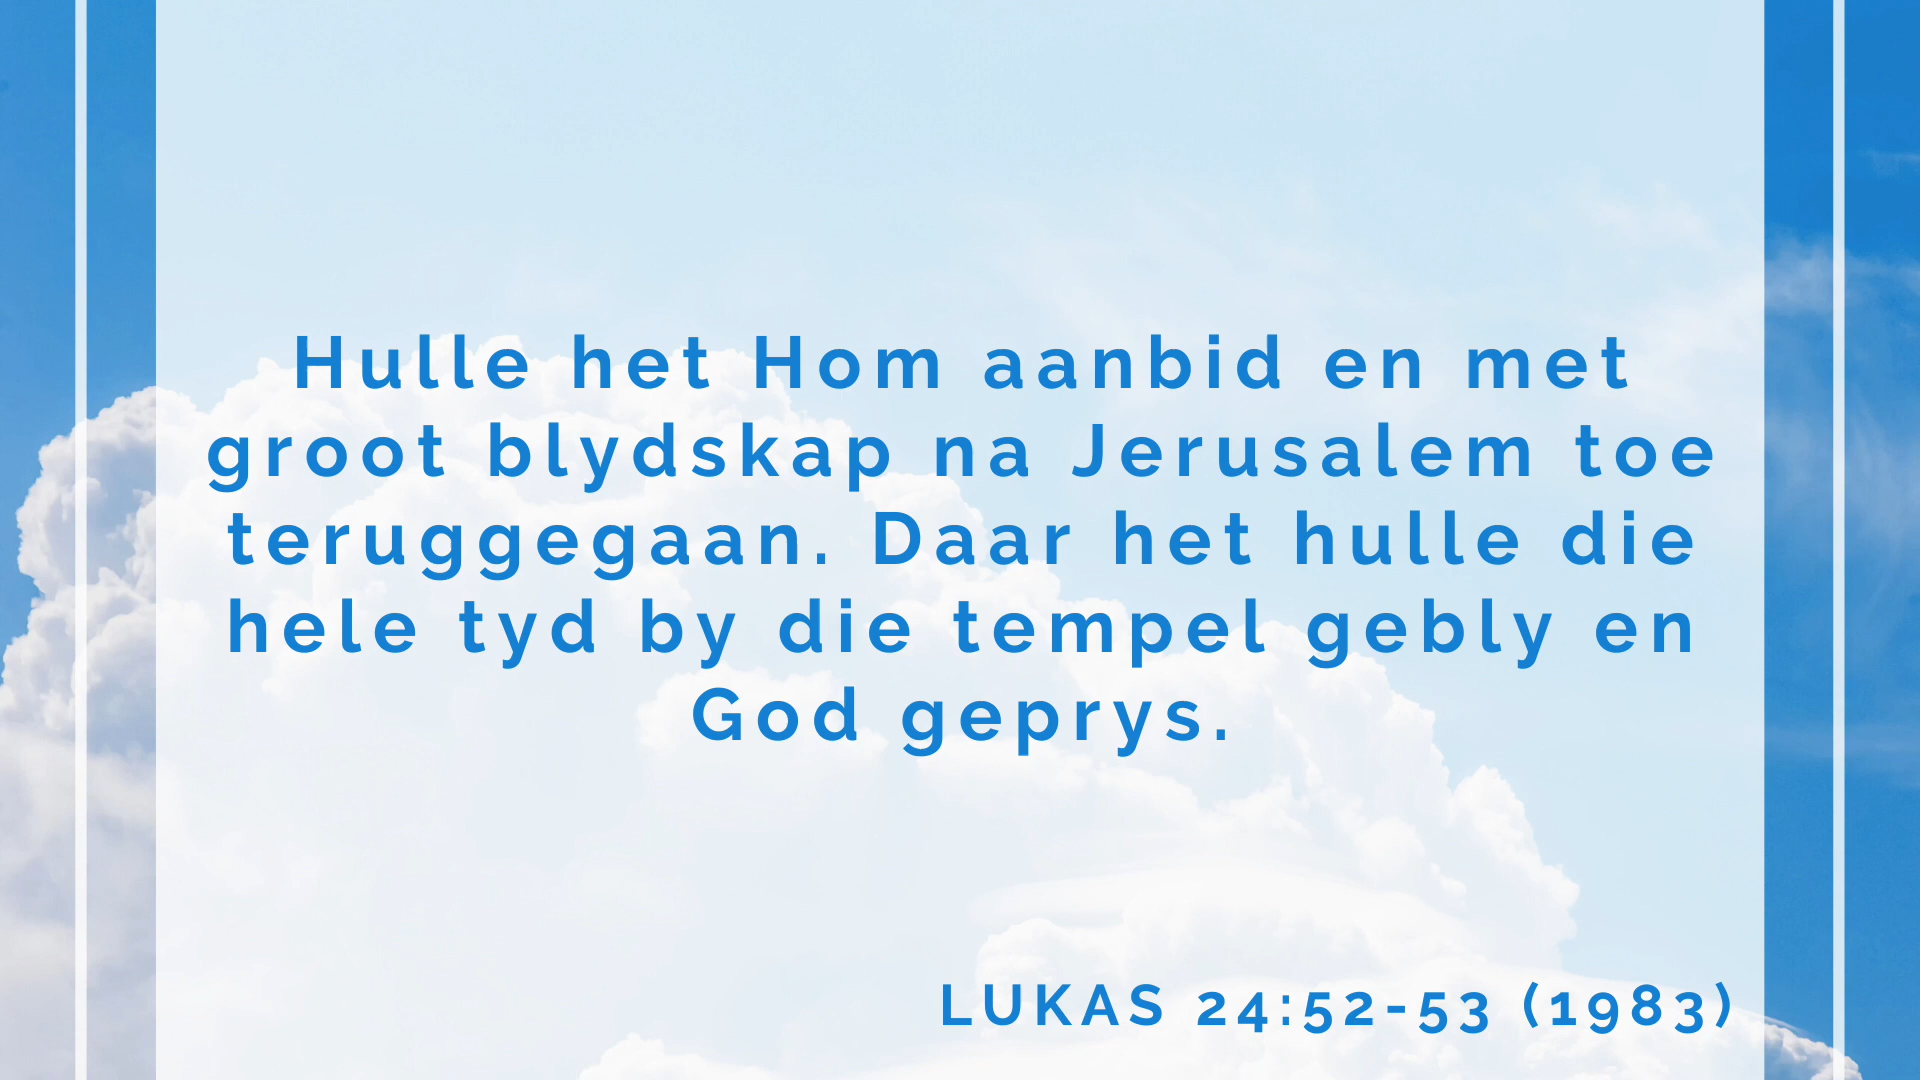 Hulle het Hom aanbid en met
groot blydskap na Jerusalem toe
teruggegaan. Daar het hulle die
hele tyd by die tempel gebly en
God geprys.
LUKAS 24:52-53 (1983)